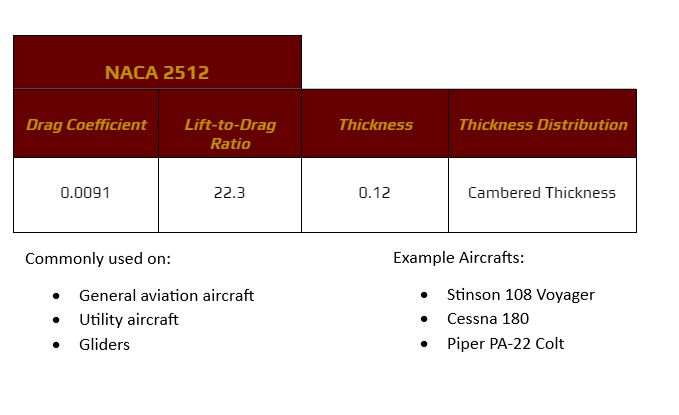 NACA 2512
Drag Coefficient
Lift-to-Drag
Ratio
Thickness
Thickness Distribution
0.0091
22.3
0.12
Cambered Thickness
Commonly used on:
• General aviation aircraft
• Utility aircraft
• Gliders
Example Aircrafts:
• Stinson 108 Voyager
• Cessna 180
• Piper PA-22 Colt